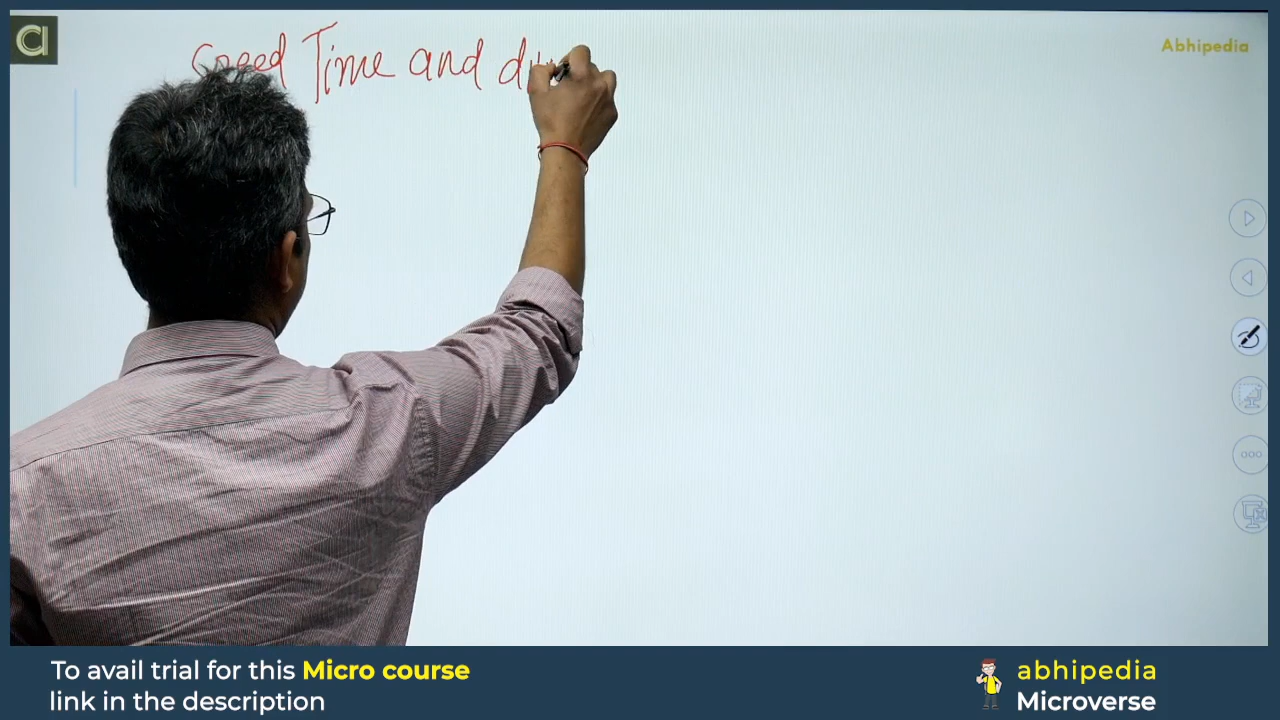 Abhipedia
Speed Time and
To avail trial for this Micro course
link in the description
abhipedia
Microverse